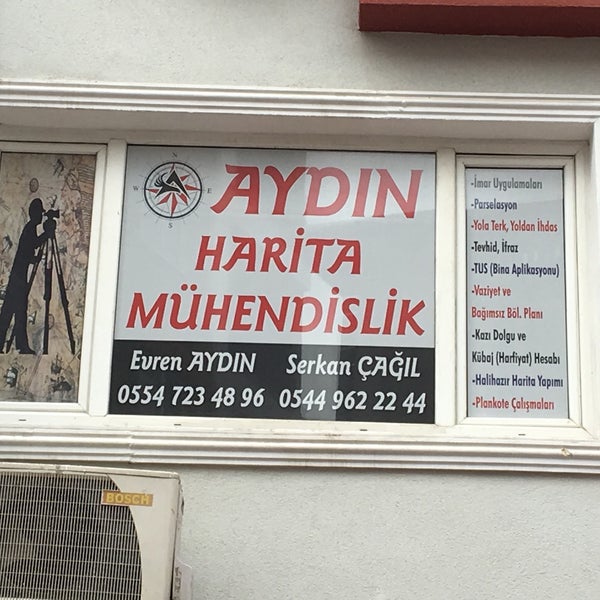 N
W
E
S
AYDIN
HARİTA
MÜHENDİSLİK
Evren AYDIN
0554 723 48 96
Serkan ÇAĞIL
0544 962 22 44
-İmar Uygulamaları
-Parselasyon
-Yola Terk, Yoldan İhdas
-Tevhid, İfraz
-TUS (Bina Aplikasyonu)
-Vaziyet ve
Bağımsız Böl. Planı
-Kazı Dolgu ve
Kübaj (Harfiyat) Hesabı
-Halihazır Harita Yapımı
-Plankote Çalışmaları
BOSCH